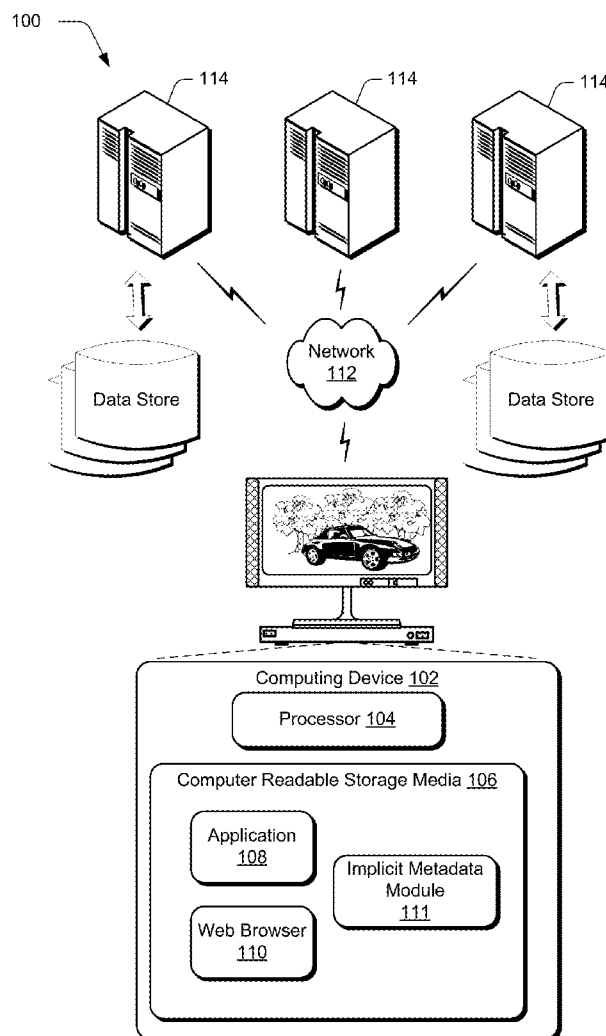 100
114
114
114
Network
112
Data Store
Data Store
Computing Device 102
Processor 104
Computer Readable Storage Media 106
Application
108
Implicit Metadata
Module
111
Web Browser
110